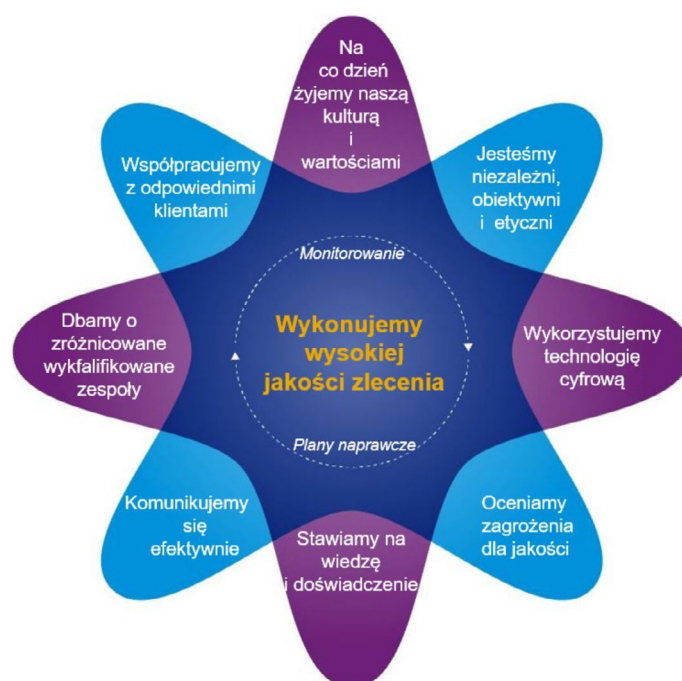 Na
co dzień
żyjemy naszą
kulturą
i
wartościami
Współpracujemy
z odpowiednimi
klientami
Jesteśmy
niezależni,
obiektywni
i etyczni
Monitorowanie
Dbamy o
zróżnicowane
wykfalifikowane
zespoły
Wykonujemy
wysokiej
jakości zlecenia
Wykorzystujemy
technologię
cyfrową
Plany naprawcze
Komunikujemy
się
efektywnie
Stawiamy na
wiedzę
i doświadczenie
Oceniamy
zagrożenia
dla jakości